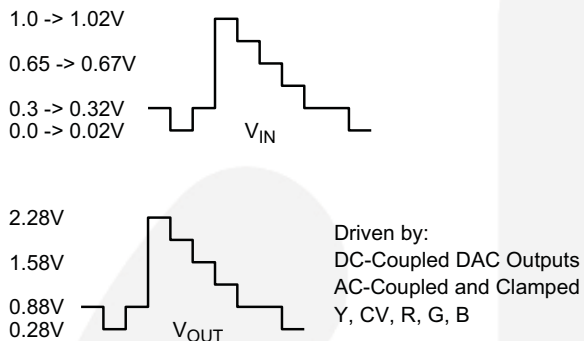 1.0 -> 1.02V
0.65 -> 0.67V
0.3 -> 0.32V
0.0 -> 0.02V
VIN
2.28V
1.58V
0.88V
0.28V
VOUT
Driven by:
DC-Coupled DAC Outputs
AC-Coupled and Clamped
Y, CV, R, G, B